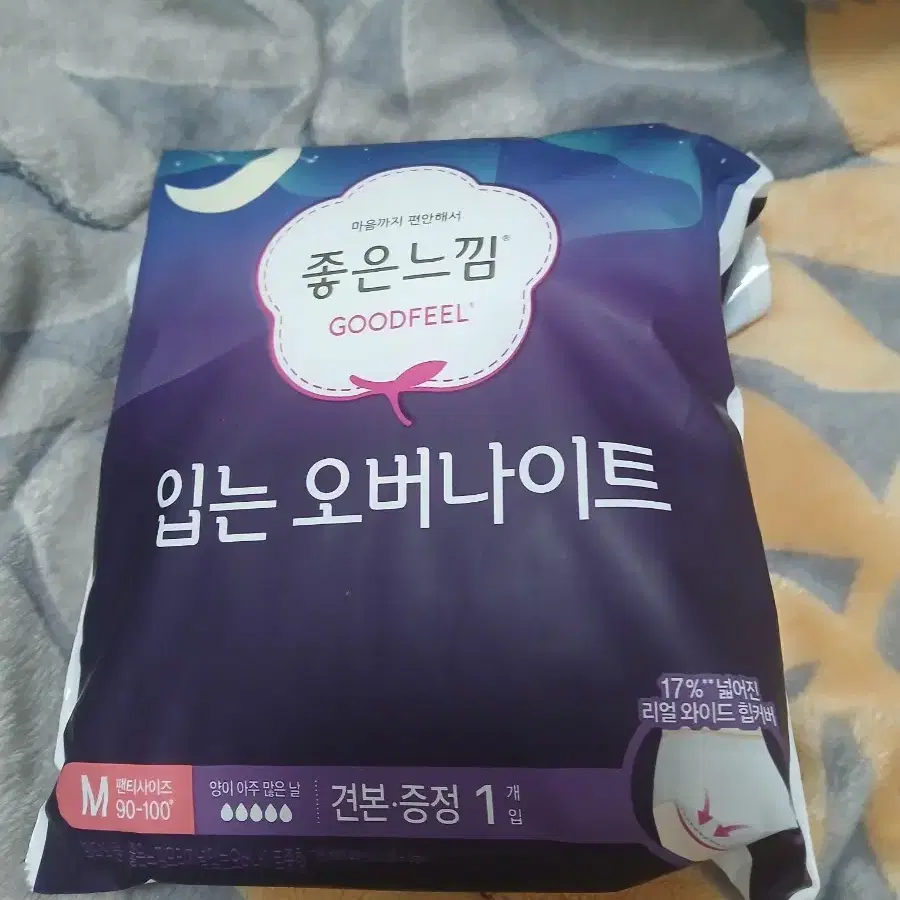 마음까지 편안해서
좋은느낌®
GOODFEEL®
입는 오버나이트
17%** 넓어진
리얼 와이드 힙커버
M 팬티사이즈
90-100*
양이 아주 많은 날
견본·증정 1개입